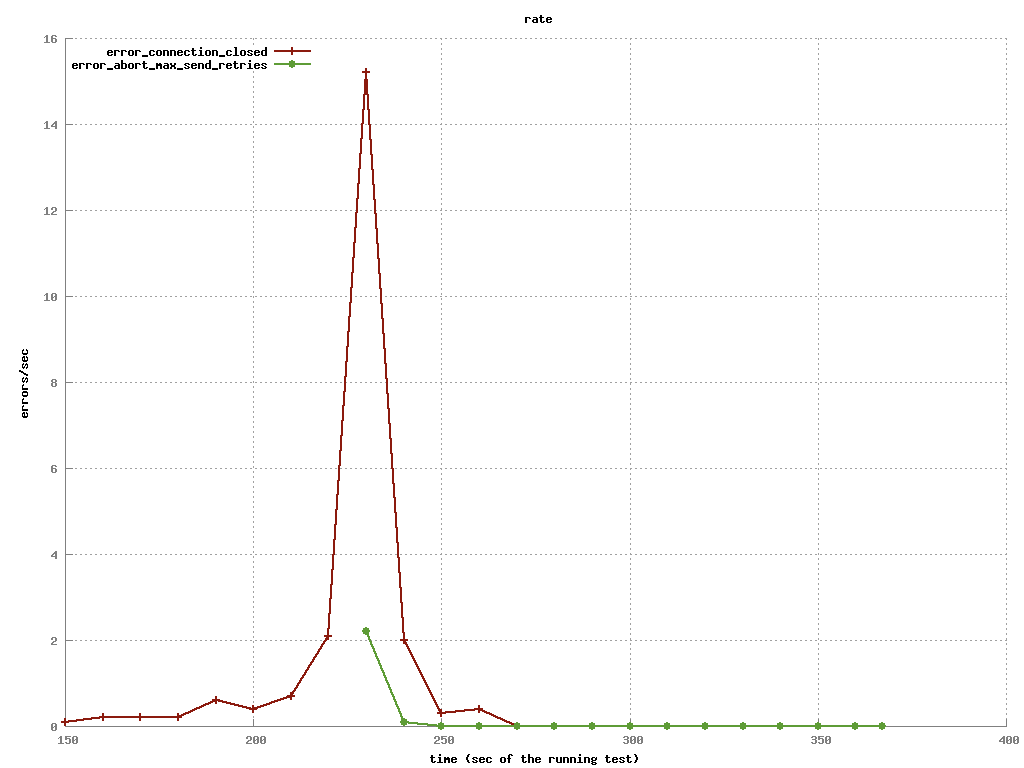 rate
error_connection_closed
error_abort_max_send_retries
16
14
12
10
8
6
4
2
0
errors/sec
150 200 250 300 350 400
time (sec of the running test)